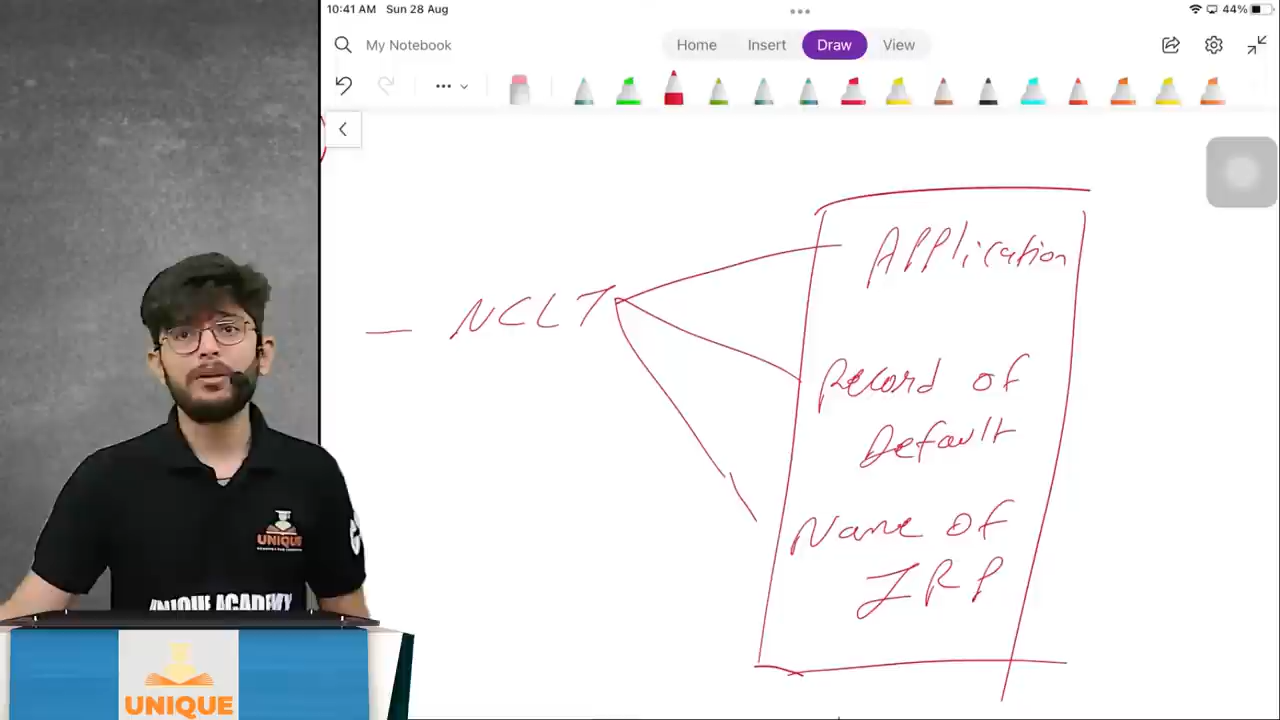 10:41 AM Sun 28 Aug
44%
My Notebook
Home Insert Draw View
NCLT
Application
Record of
Default
Name of
IRP
UNIQUE
UNIQUE ACADEMY
UNIQUE